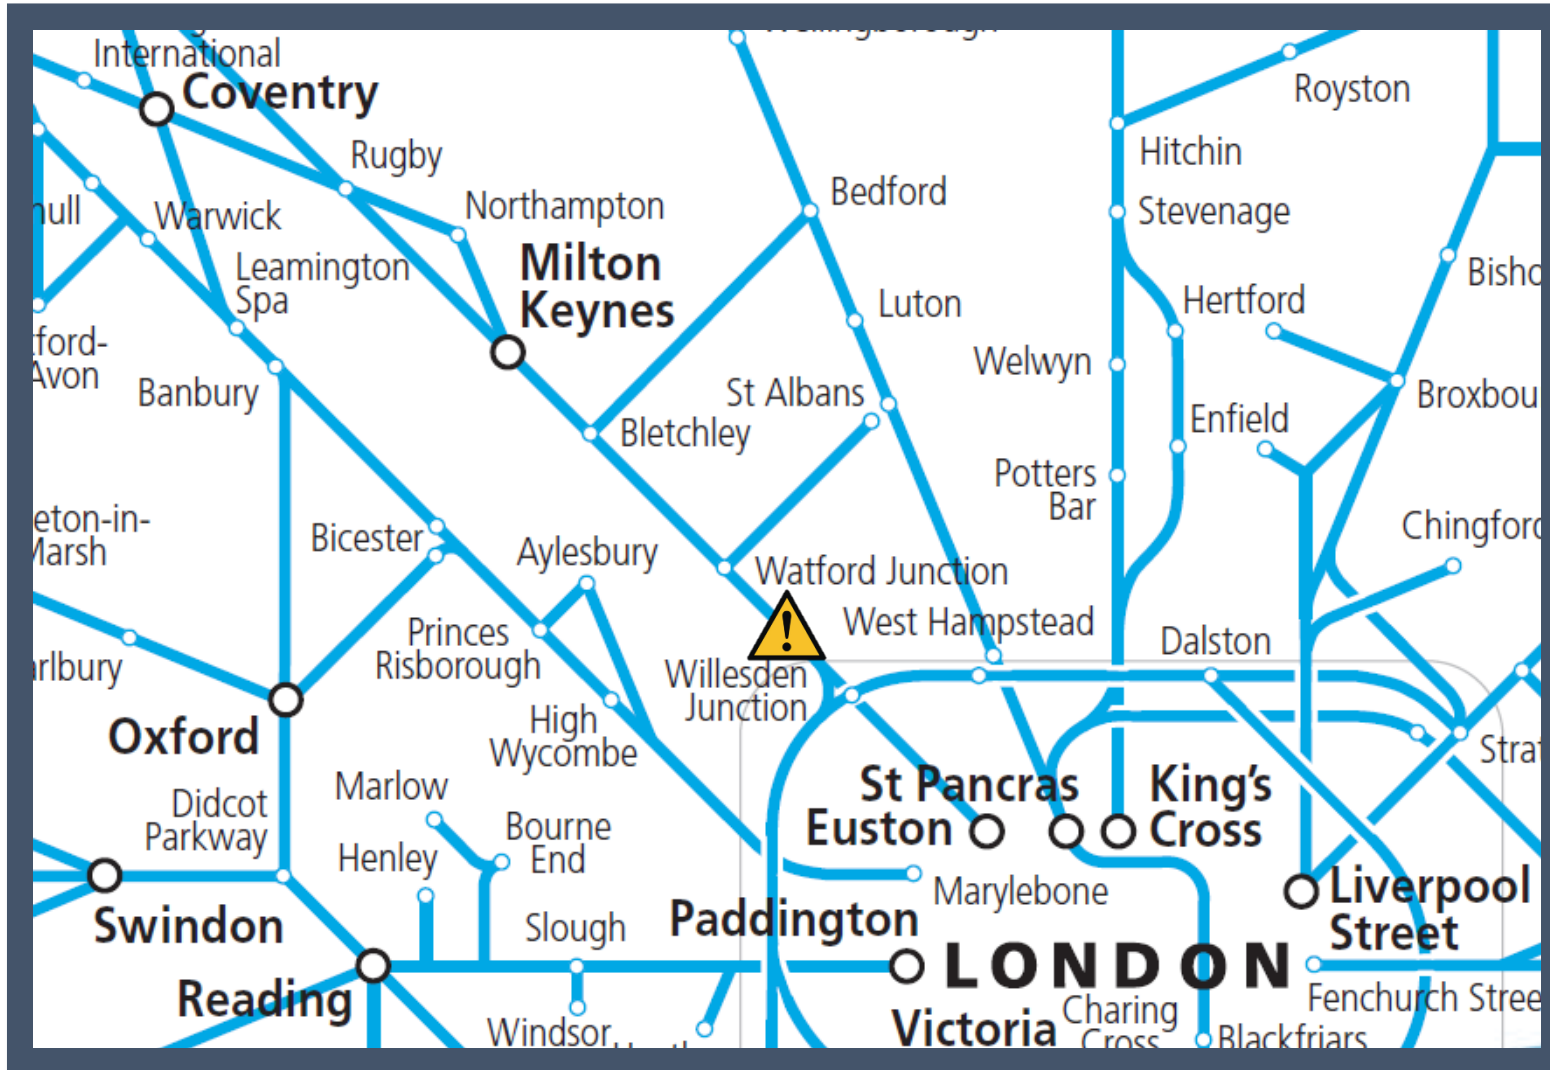 International
Coventry
Royston
Rugby
Hitchin
Northampton
Bedford
Stevenage
Warwick
Milton
Keynes
Leamington
Spa
Luton
Hertford
Welwyn
Banbury
St Albans
Bletchley
Enfield
Potters
Bar
Bicester
Aylesbury
Watford Junction
West Hampstead
Dalston
Princes
Risborough
Willesden
Junction
Oxford
High
Wycombe
St Pancras
King's
Cross
Euston
Marlow
Didcot
Parkway
Bourne
End
Henley
Marylebone
Liverpool
Street
Swindon
Slough
Paddington
LONDON
Reading
Fenchurch
Windsor
Victoria
Charing
Cross
Blackfriars